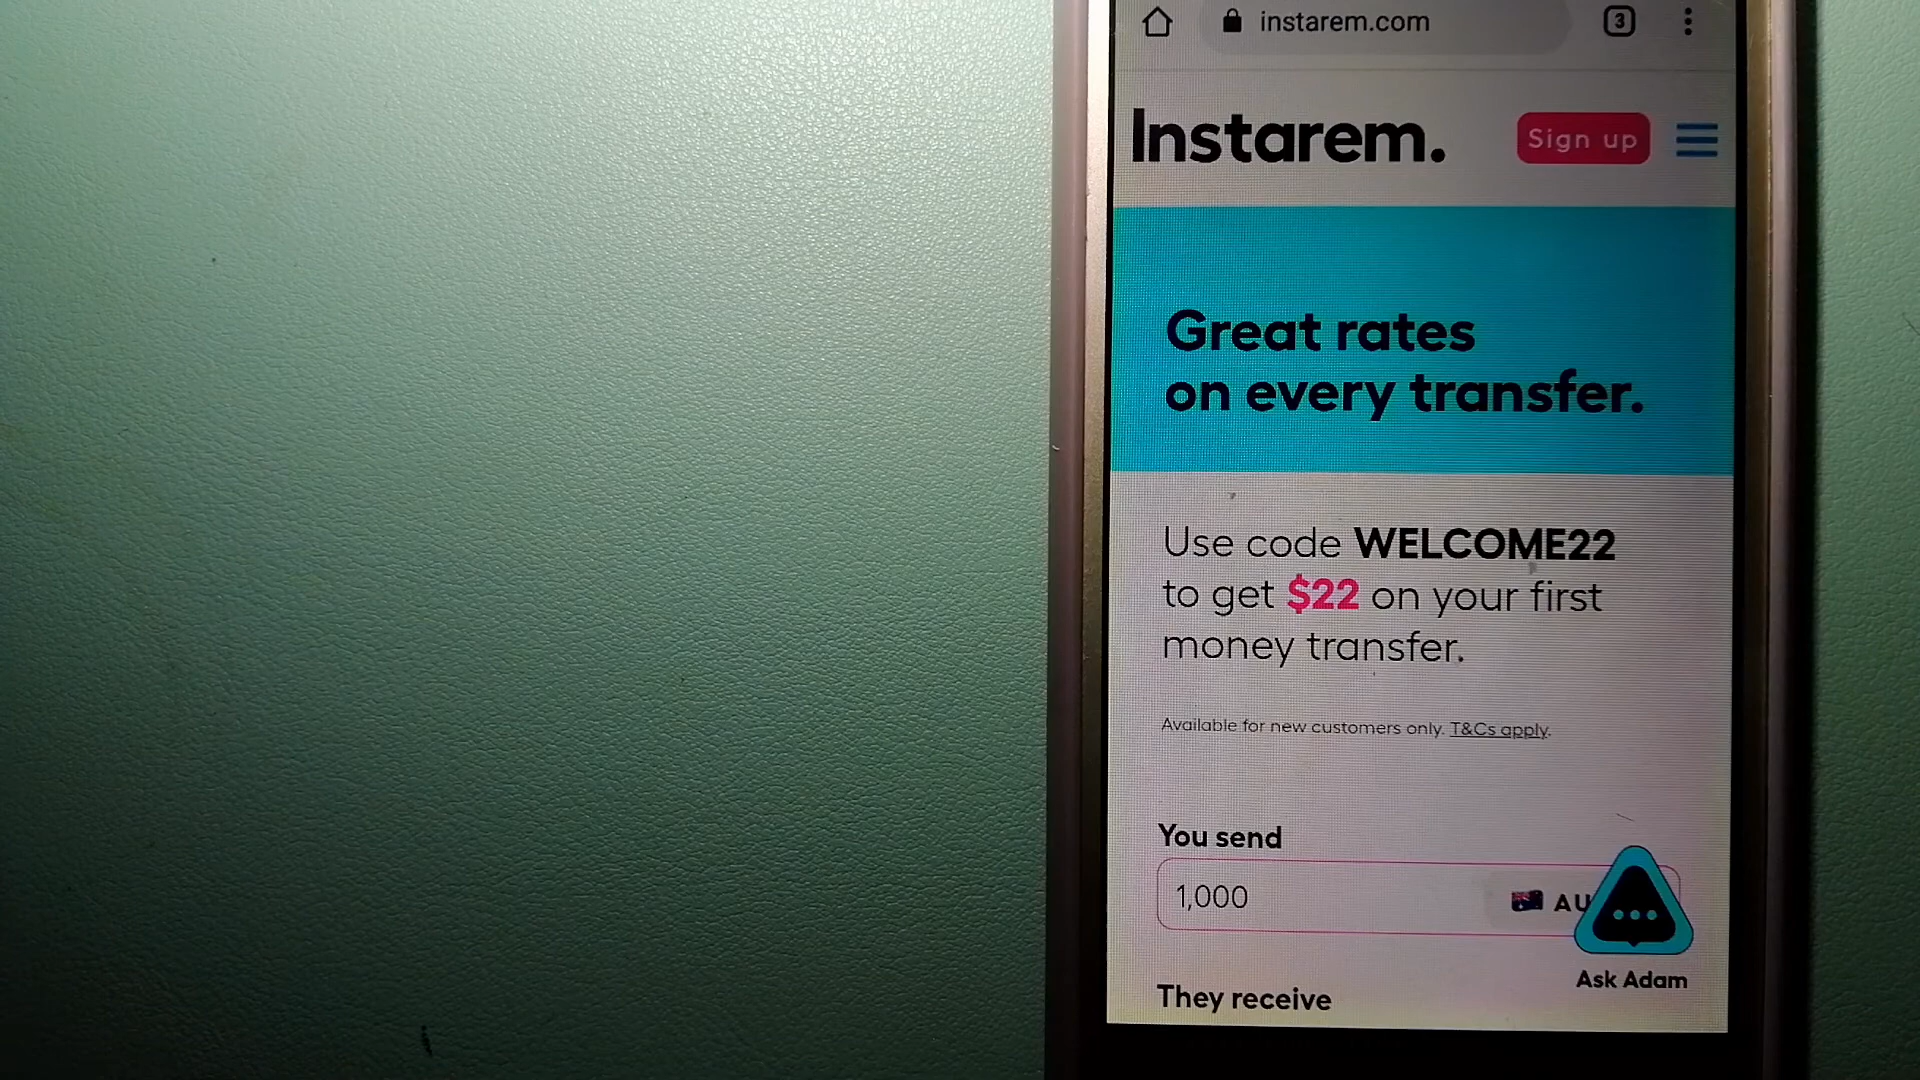 instarem.com
3
Instarem.
Sign up
Great rates
on every transfer.
Use code WELCOME22
to get $22 on your first
money transfer.
Available for new customers only. T&Cs apply.
You send
1,000
AU
Ask Adam
They receive